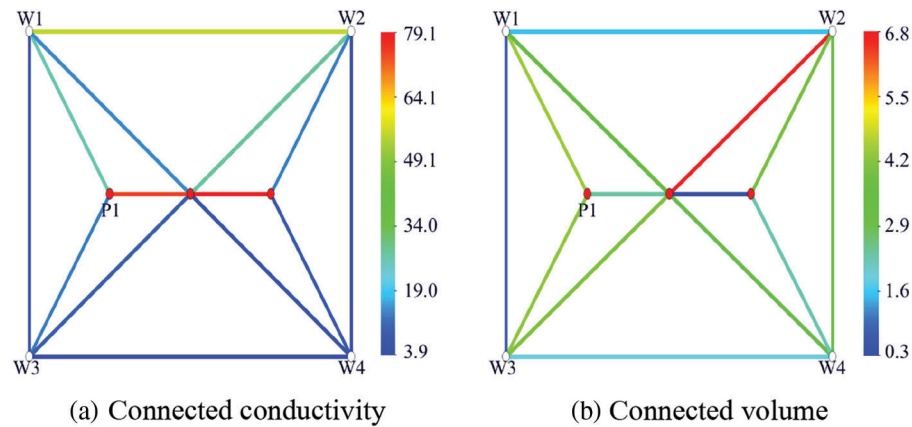 W1 W2 79.1
64.1
49.1
34.0
19.0
3.9
P1
W3 W4
W1 W2 6.8
5.5
4.2
2.9
1.6
0.3
P1
W3 W4
(a) Connected conductivity
(b) Connected volume